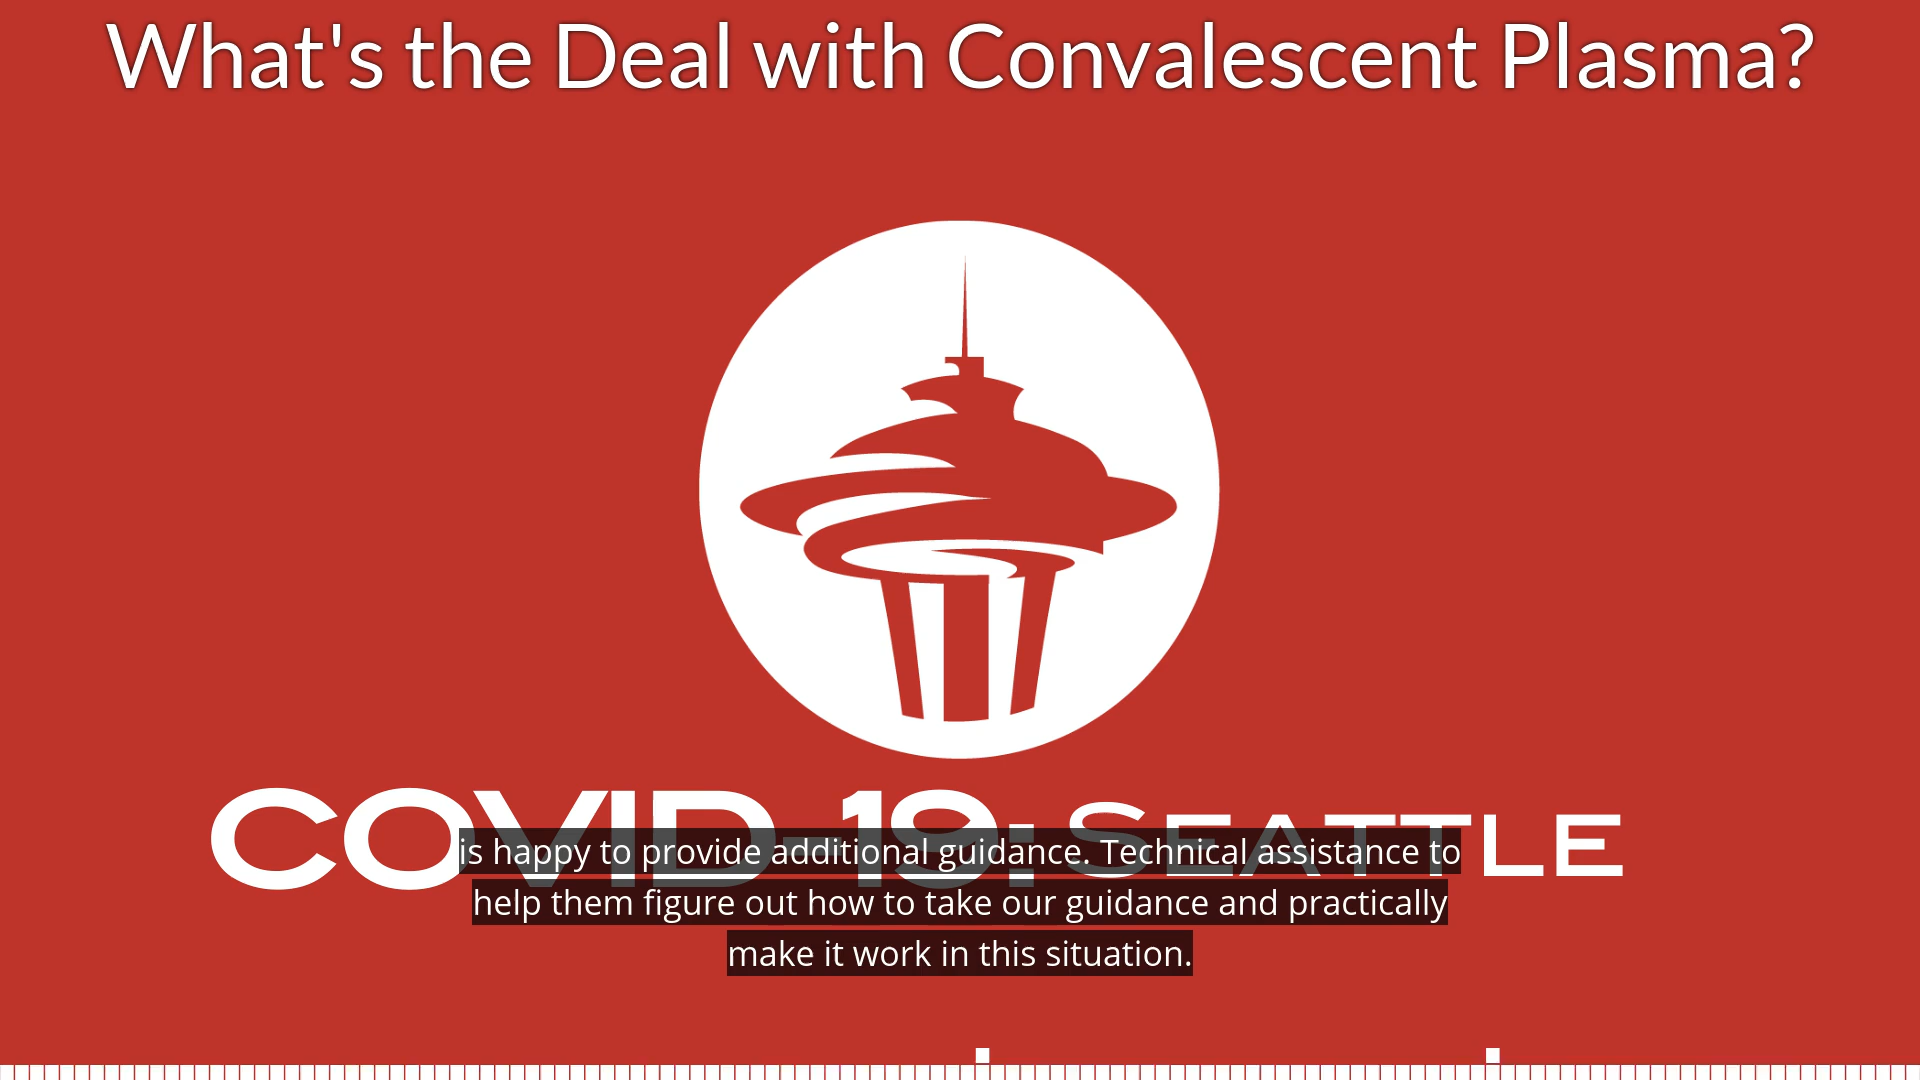 What's the Deal with Convalescent Plasma?
COVID-19: SEATTLE
is happy to provide additional guidance. Technical assistance to
help them figure out how to take our guidance and practically
make it work in this situation.